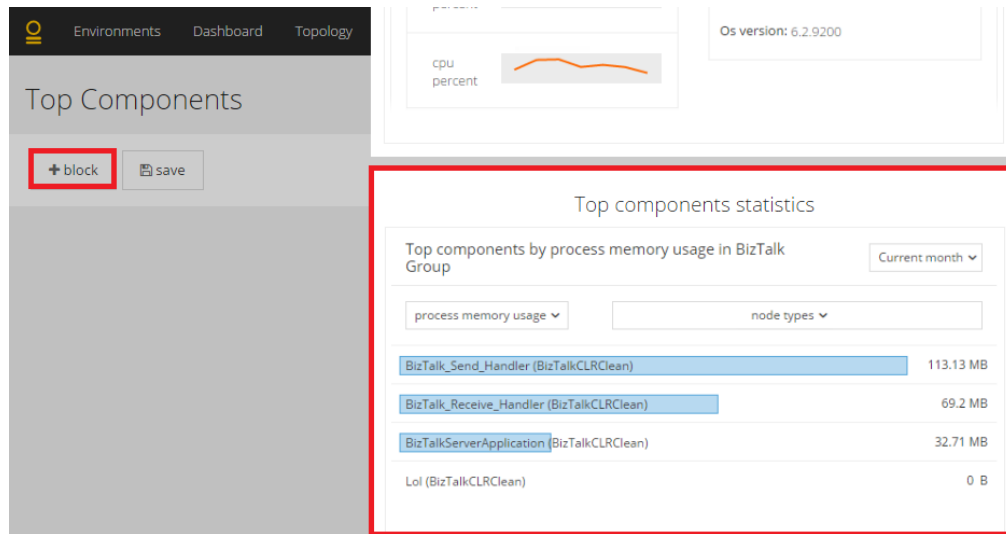 Environments Dashboard Topology
Top Components
+ block save
percent
cpu
percent
Os version: 6.2.9200
Top components statistics
Top components by process memory usage in BizTalk
Group
Current month
process memory usage
node types
BizTalk_Send_Handler (BizTalkCLRClean) 113.13 MB
BizTalk_Receive_Handler (BizTalkCLRClean) 69.2 MB
BizTalkServerApplication (BizTalkCLRClean) 32.71 MB
Lol (BizTalkCLRClean) 0 B